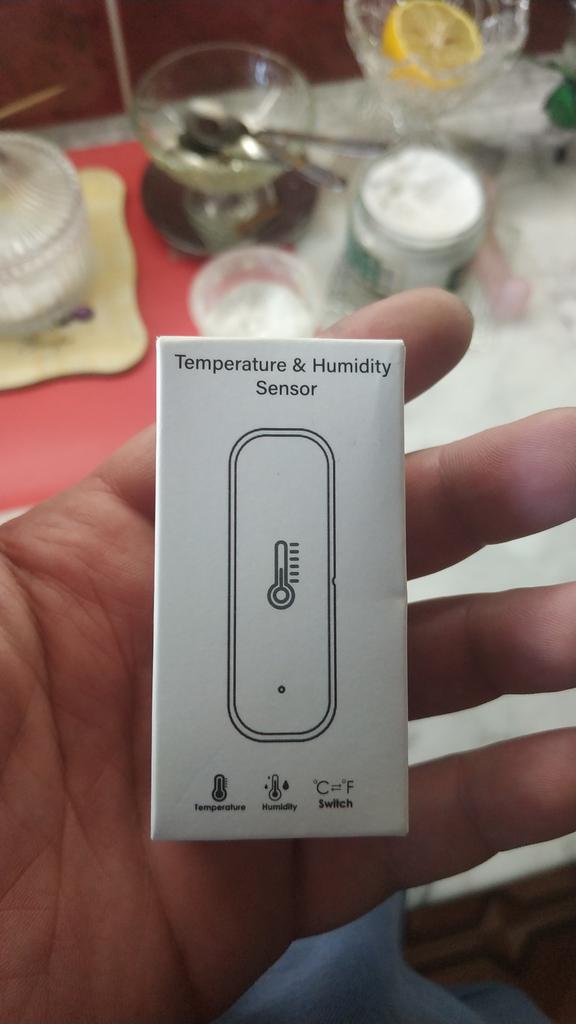 Temperature & Humidity
Sensor
°C⇄°F
Temperature Humidity Switch